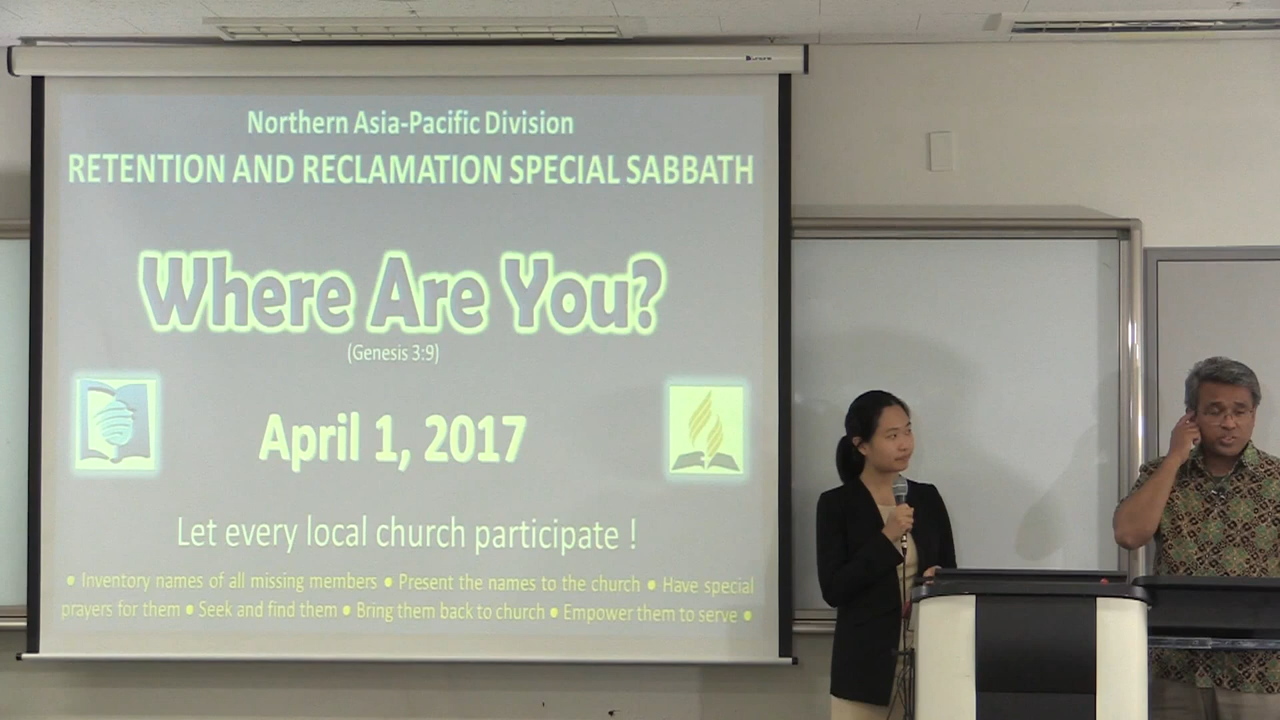 Northern Asia-Pacific Division
RETENTION AND RECLAMATION SPECIAL SABBATH
Where Are You?
(Genesis 3:9)
April 1, 2017
Let every local church participate !
• Inventory names of all missing members • Present the names to the church • Have special
prayers for them • Seek and find them • Bring them back to church • Empower them to serve •